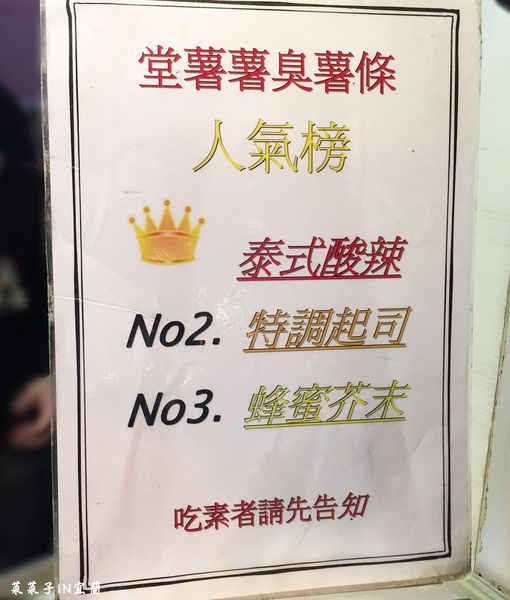 堂薯薯臭薯條
人氣榜
泰式酸辣
No2. 特調起司
No3. 蜂蜜芥末
吃素者請先告知
菜菜子IN宜蘭